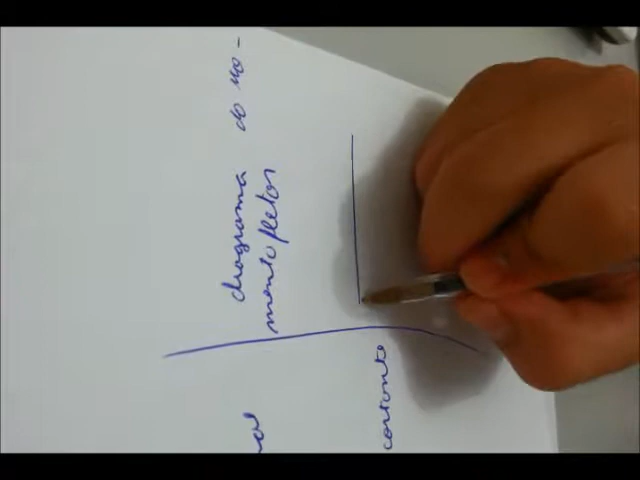 diagrama do mo-
mento fletor
cortante